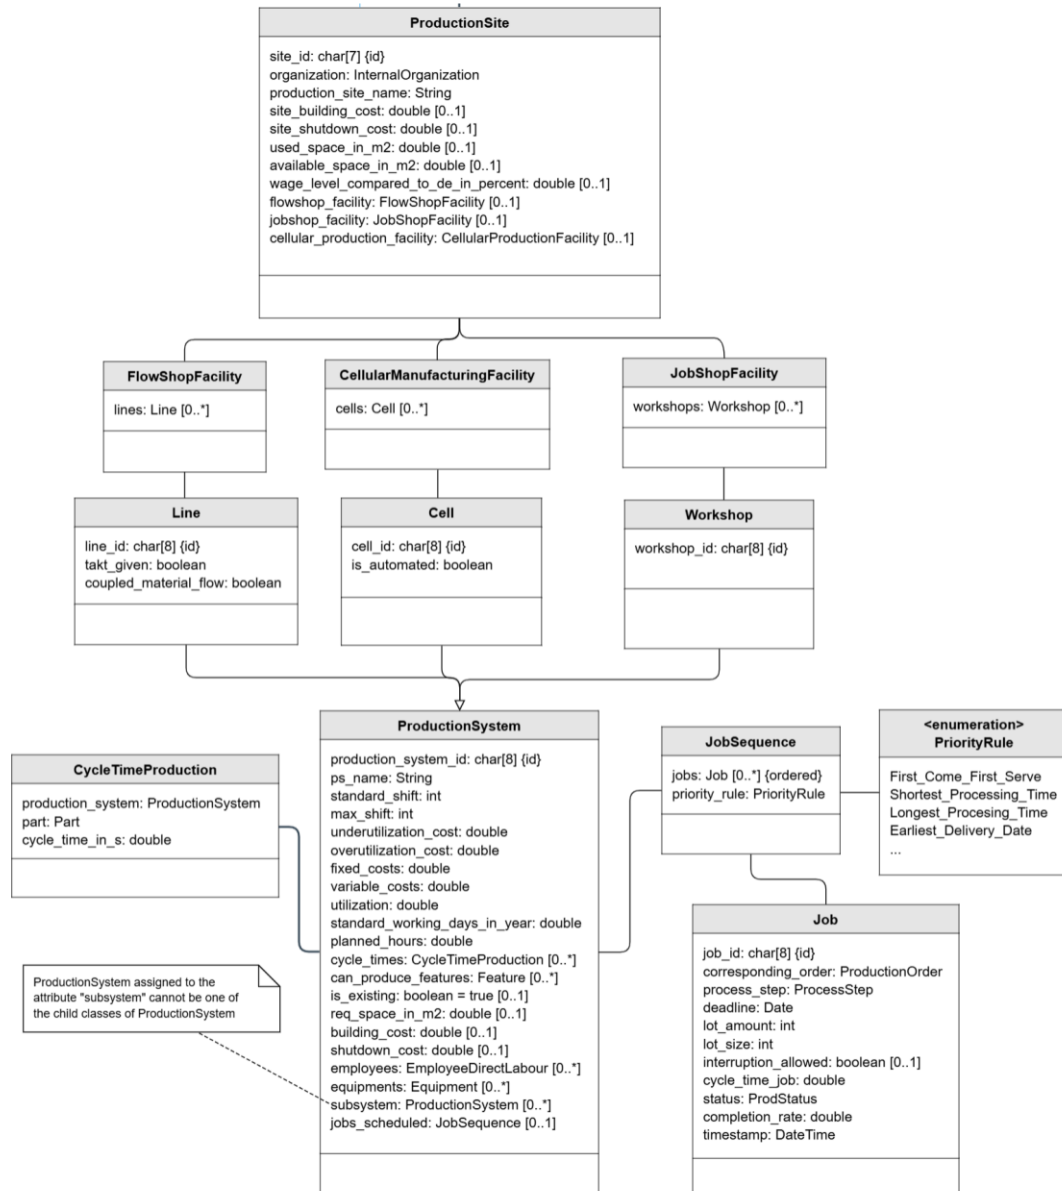 ProductionSite
site_id: char[7] {id}
organization: InternalOrganization
production_site_name: String
site_building_cost: double [0..1]
site_shutdown_cost: double [0..1]
used_space_in_m2: double [0..1]
available_space_in_m2: double [0..1]
wage_level_compared_to_de_in_percent: double [0..1]
flowshop_facility: FlowShopFacility [0..1]
jobshop_facility: JobShopFacility [0..1]
cellular_production_facility: CellularProductionFacility [0..1]
FlowShopFacility
lines: Line [0..*]
CellularManufacturingFacility
cells: Cell [0..*]
JobShopFacility
workshops: Workshop [0..*]
Line
line_id: char[8] {id}
takt_given: boolean
coupled_material_flow: boolean
Cell
cell_id: char[8] {id}
is_automated: boolean
Workshop
workshop_id: char[8] {id}
CycleTimeProduction
production_system: ProductionSystem
part: Part
cycle_time_in_s: double
ProductionSystem assigned to the
attribute "subsystem" cannot be one of
the child classes of ProductionSystem
ProductionSystem
production_system_id: char[8] {id}
ps_name: String
standard_shift: int
max_shift: int
underutilization_cost: double
overutilization_cost: double
fixed_costs: double
variable_costs: double
utilization: double
standard_working_days_in_year: double
planned_hours: double
cycle_times: CycleTimeProduction [0..*]
can_produce_features: Feature [0..*]
is_existing: boolean = true [0..1]
req_space_in_m2: double [0..1]
building_cost: double [0..1]
shutdown_cost: double [0..1]
employees: EmployeeDirectLabour [0..*]
equipments: Equipment [0..*]
subsystem: ProductionSystem [0..*]
jobs_scheduled: JobSequence [0..1]
JobSequence
jobs: Job [0..*] {ordered}
priority_rule: PriorityRule
<enumeration>
PriorityRule
First_Come_First_Serve
Shortest_Processing_Time
Longest_Procesing_Time
Earliest_Delivery_Date
...
Job
job_id: char[8] {id}
corresponding_order: ProductionOrder
process_step: ProcessStep
deadline: Date
lot_amount: int
lot_size: int
interruption_allowed: boolean [0..1]
cycle_time_job: double
status: ProdStatus
completion_rate: double
timestamp: DateTime